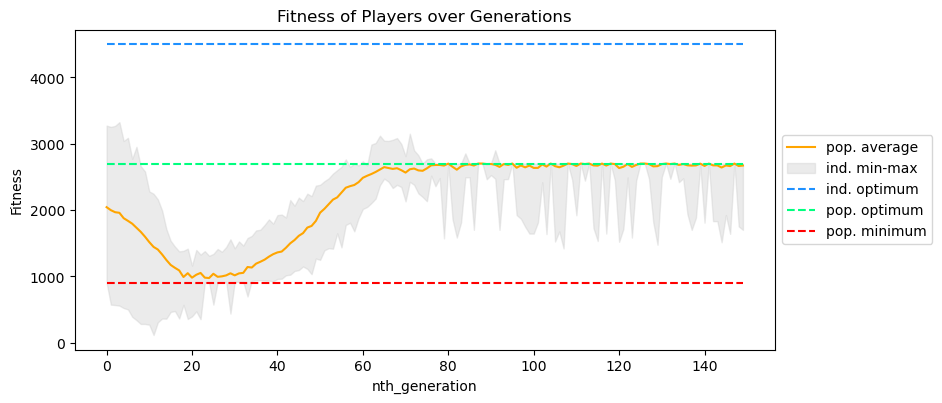 Fitness of Players over Generations
Fitness
4000
3000
2000
1000
0
0 20 40 60 80 100 120 140
nth_generation
pop. average
ind. min-max
ind. optimum
pop. optimum
pop. minimum